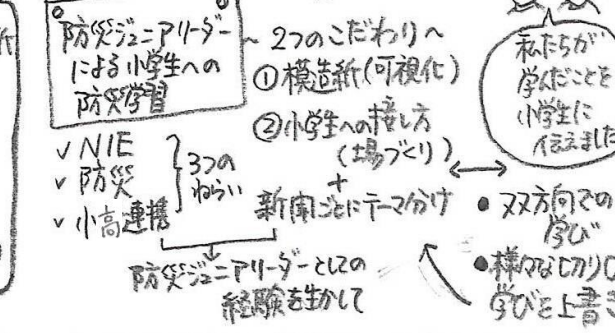 防災ジュニアリーダー
による小学生への
防災学習
～2つのこだわり～
①模造紙(可視化)
②小学生への接し方
(場づくり)
+
新聞ごとにテーマ分け
✓ NIE
✓ 防災
✓ 小高連携
3つの
ねらい
防災ジュニアリーダーとしての
経験を生かして
私たちが
学んだことを
小学生に
伝えました
●双方向での
学び
●様々な切り口
学びと上書き